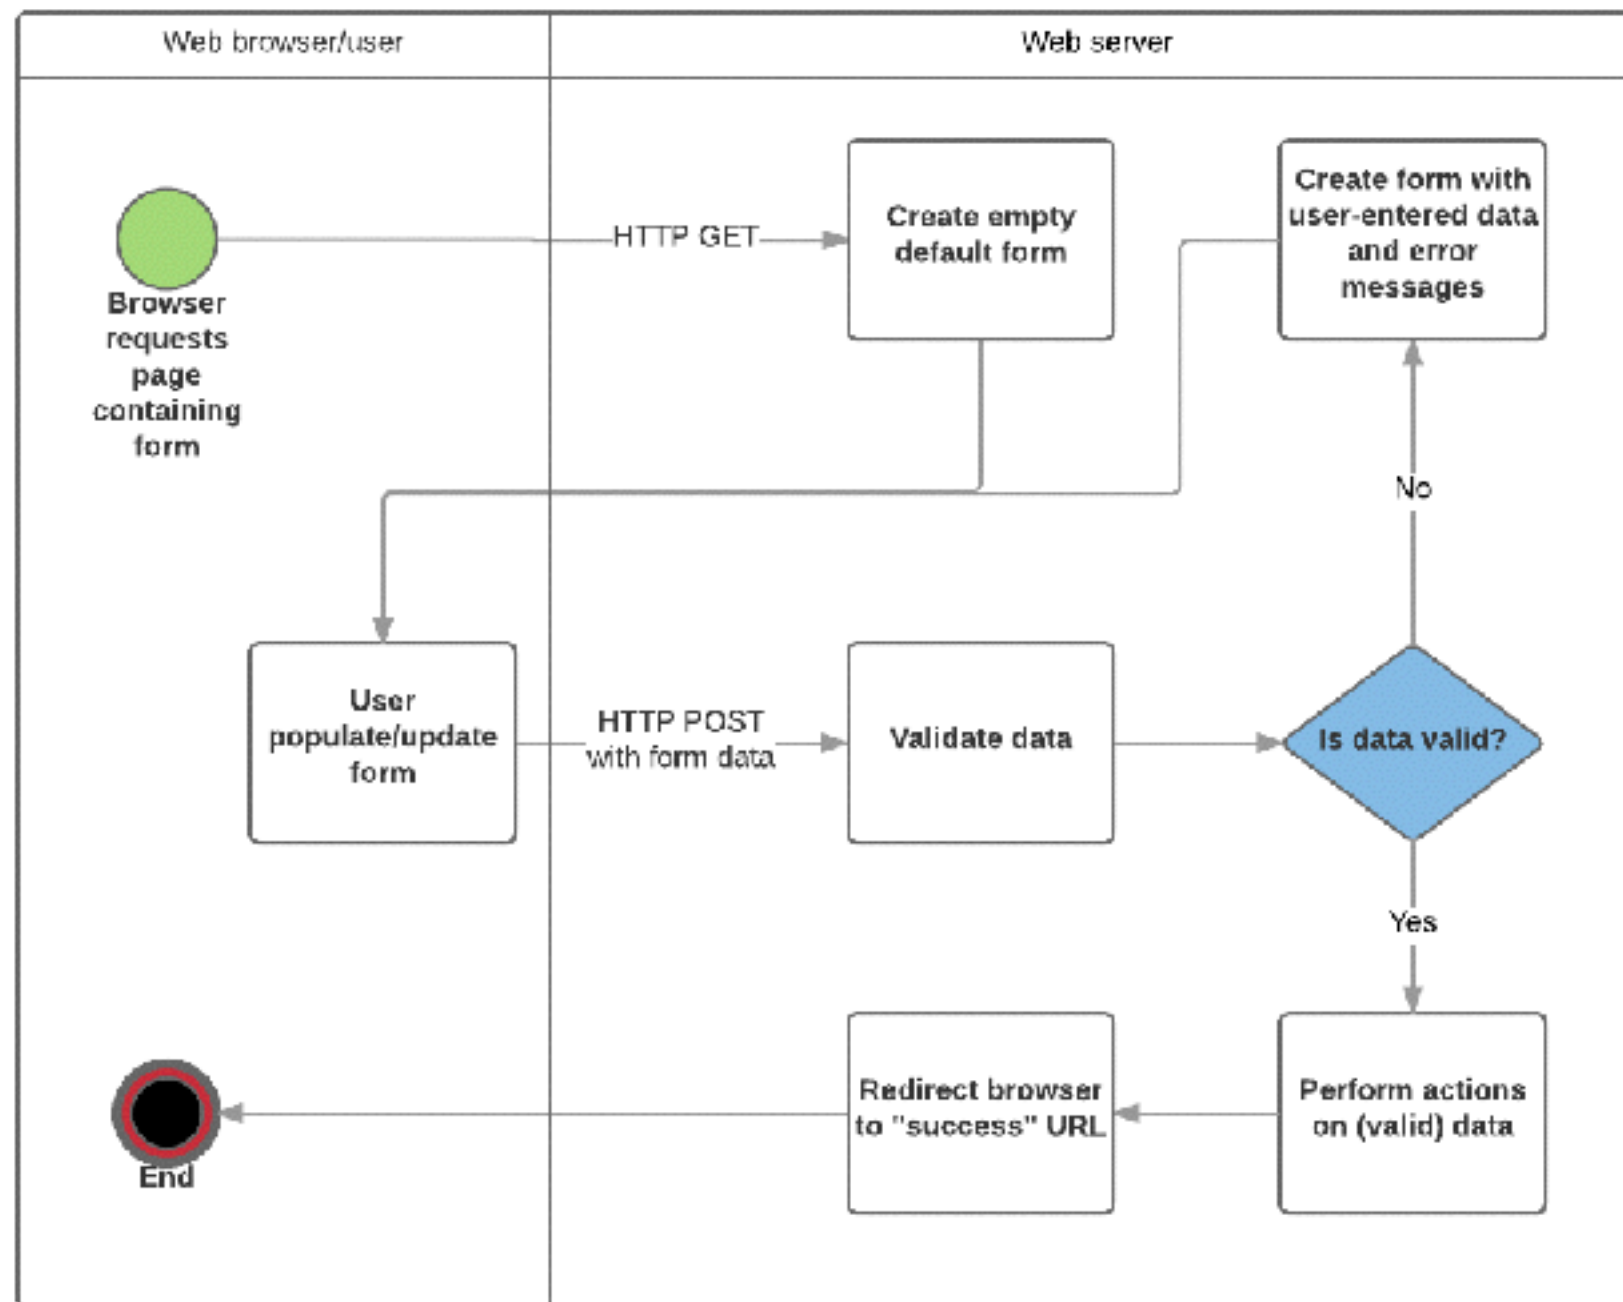 Web browser/user
Web server
HTTP GET
Create empty
default form
Create form with
user-entered data
and error
messages
Browser
requests
page
containing
form
No
User
populate/update
form
HTTP POST
with form data
Validate data
Is data valid?
Yes
Redirect browser
to "success" URL
Perform actions
on (valid) data
End